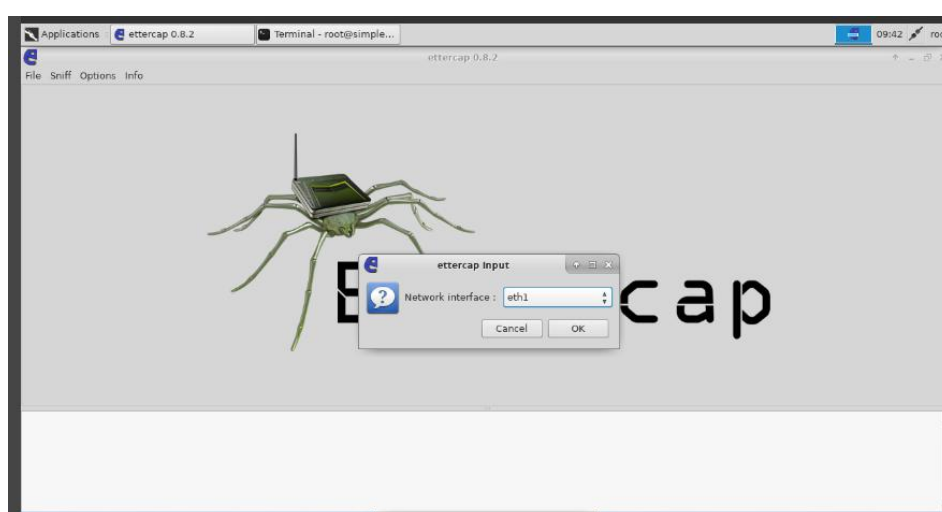 Applications ettercap 0.8.2 Terminal - root@simple... 09:42
ettercap 0.8.2
File Sniff Options Info
ettercap Input
Network interface : eth1
E cap
Cancel OK